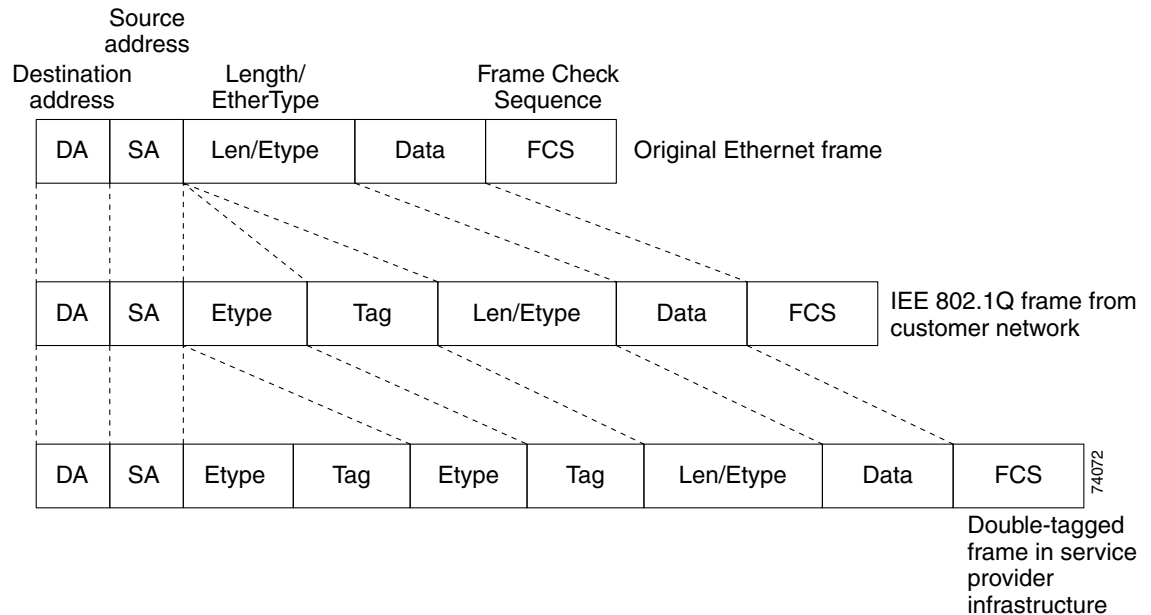 Source
address
Destination
address
Length/
EtherType
Frame Check
Sequence
DA SA Len/Etype Data FCS Original Ethernet frame
DA SA Etype Tag Len/Etype Data FCS
IEE 802.1Q frame from
customer network
DA SA Etype Tag Etype Tag Len/Etype Data FCS
74072
Double-tagged
frame in service
provider
infrastructure